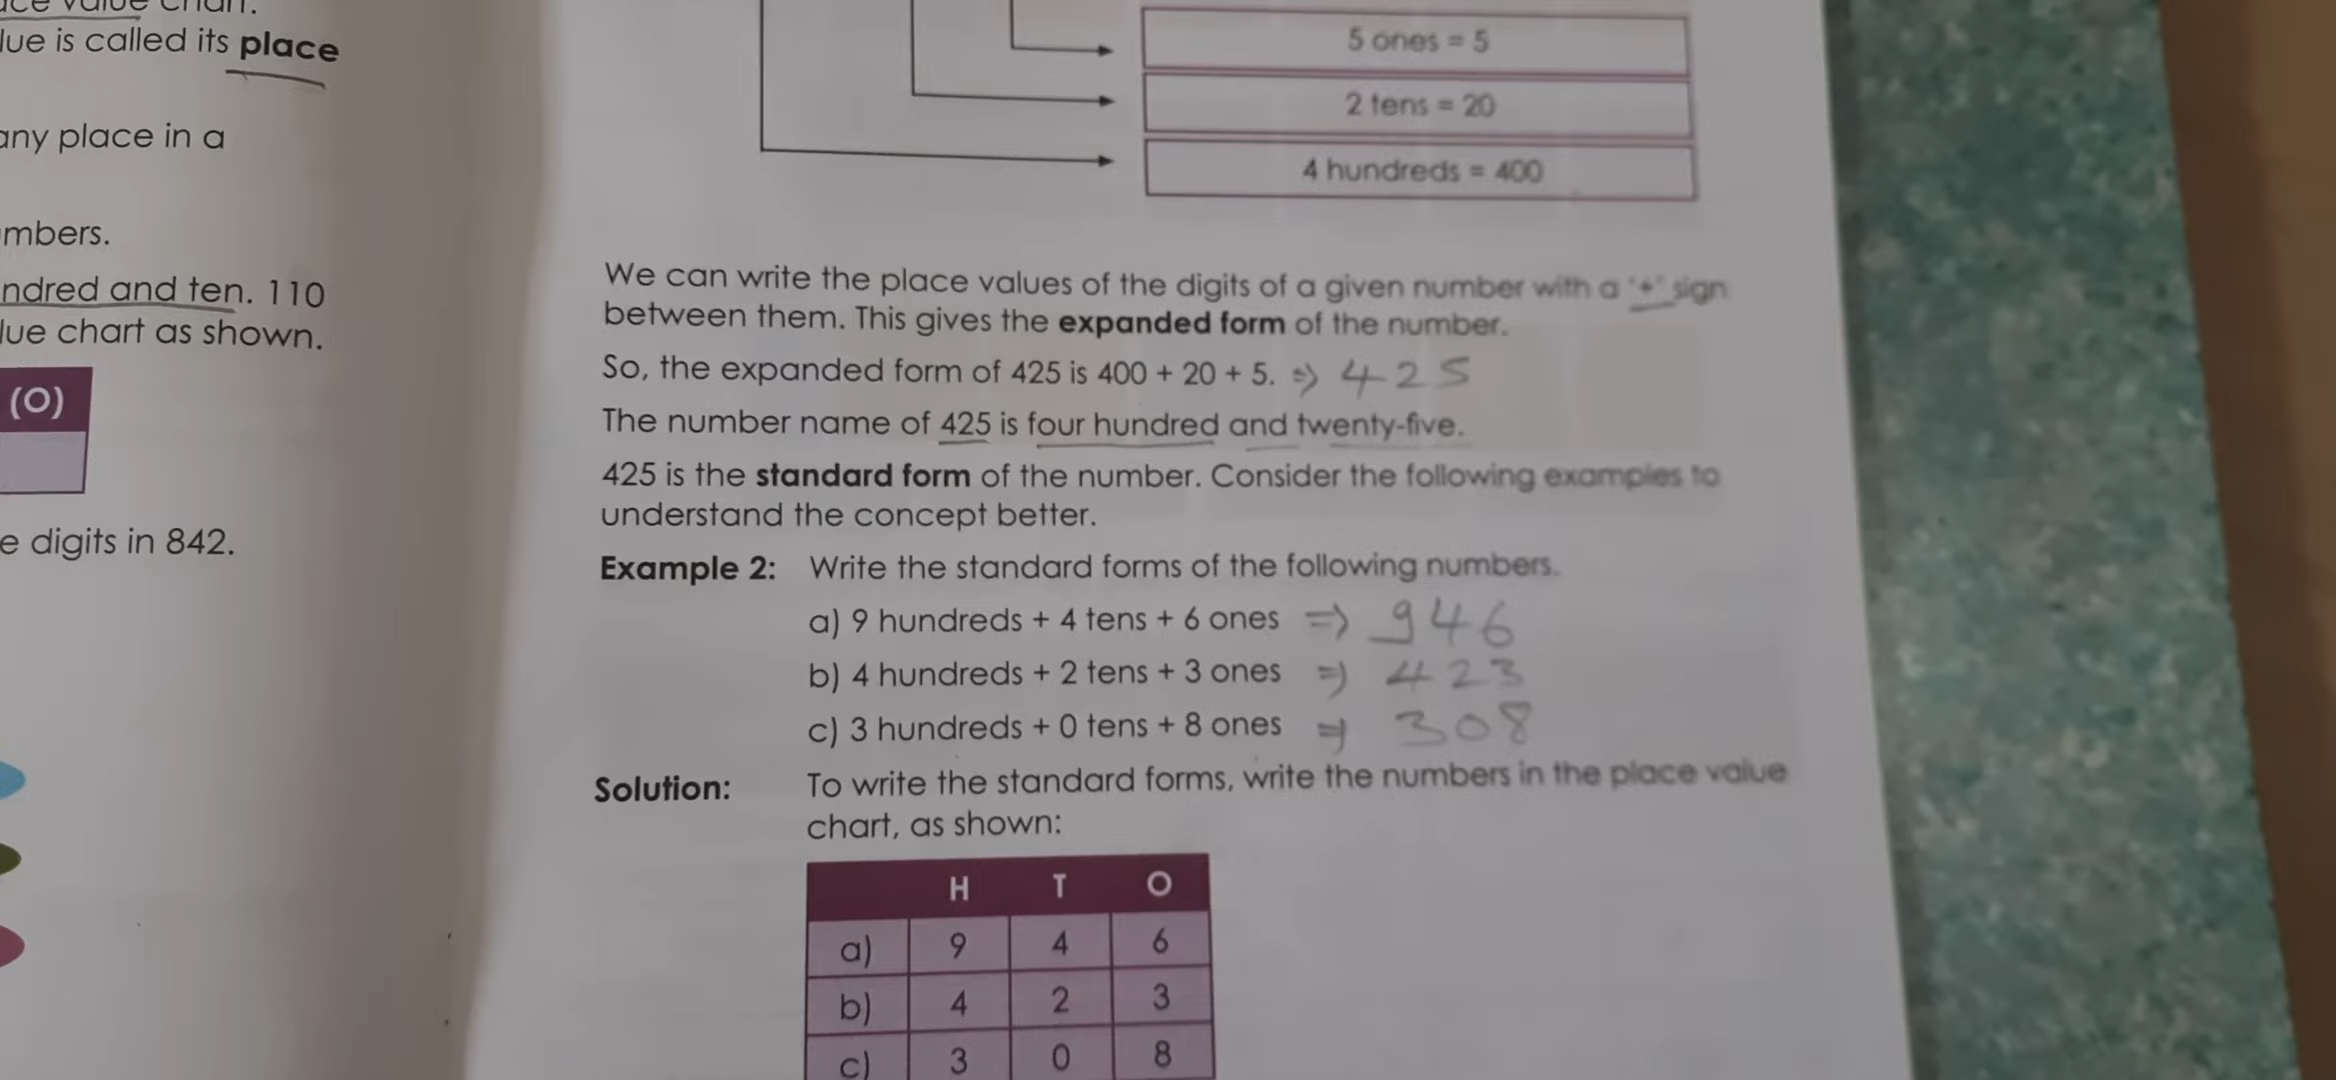 lue is called its place
any place in a
mbers.
ndred and ten. 110
lue chart as shown.
(O)
e digits in 842.
5 ones = 5
2 tens = 20
4 hundreds = 400
We can write the place values of the digits of a given number with a '+' sign
between them. This gives the expanded form of the number.
So, the expanded form of 425 is 400 + 20 + 5. ⇒ 425
The number name of 425 is four hundred and twenty-five.
425 is the standard form of the number. Consider the following examples to
understand the concept better.
Example 2: Write the standard forms of the following numbers.
a) 9 hundreds + 4 tens + 6 ones ⇒ 946
b) 4 hundreds + 2 tens + 3 ones ⇒ 423
c) 3 hundreds + 0 tens + 8 ones ⇒ 308
Solution: To write the standard forms, write the numbers in the place value
chart, as shown:
H T O
a) 9 4 6
b) 4 2 3
c) 3 0 8